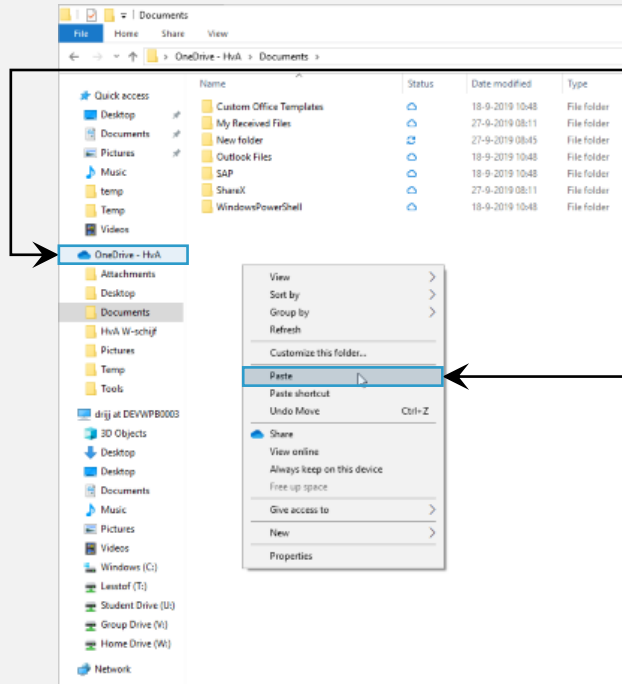 Documents
File Home Share View
OneDrive - HvA > Documents >
Name Status Date modified Type
Quick access
Desktop
Documents
Pictures
Music
temp
Temp
Videos
OneDrive - HvA
Attachments
Desktop
Documents
HvA W-schijf
Pictures
Temp
Tools
drijj at DEVWPB0003
3D Objects
Desktop
Desktop
Documents
Music
Pictures
Videos
Windows (C:)
Lesstof (T:)
Student Drive (U:)
Group Drive (V:)
Home Drive (W:)
Network
Custom Office Templates 18-9-2019 10:48 File folder
My Received Files 27-9-2019 08:11 File folder
New folder 27-9-2019 08:45 File folder
Outlook Files 18-9-2019 10:48 File folder
SAP 18-9-2019 10:48 File folder
ShareX 27-9-2019 08:11 File folder
WindowsPowerShell 18-9-2019 10:48 File folder
View
Sort by
Group by
Refresh
Customize this folder...
Paste
Paste shortcut
Undo Move Ctrl+Z
Share
View online
Always keep on this device
Free up space
Give access to
New
Properties